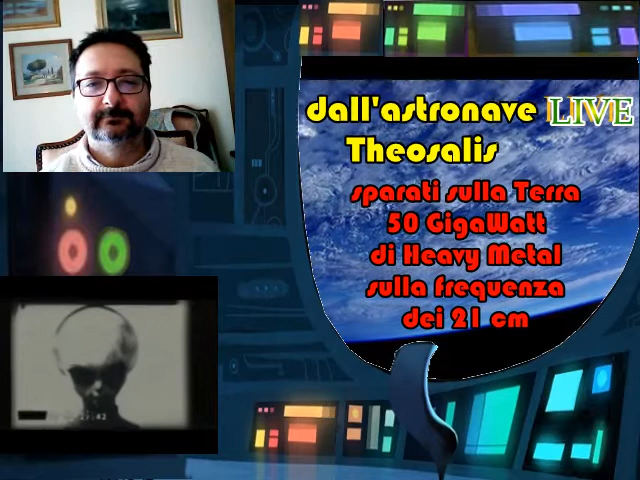 dall'astronave LIVE
Theosalis
sparati sulla Terra
50 GigaWatt
di Heavy Metal
sulla frequenza
dei 21 cm